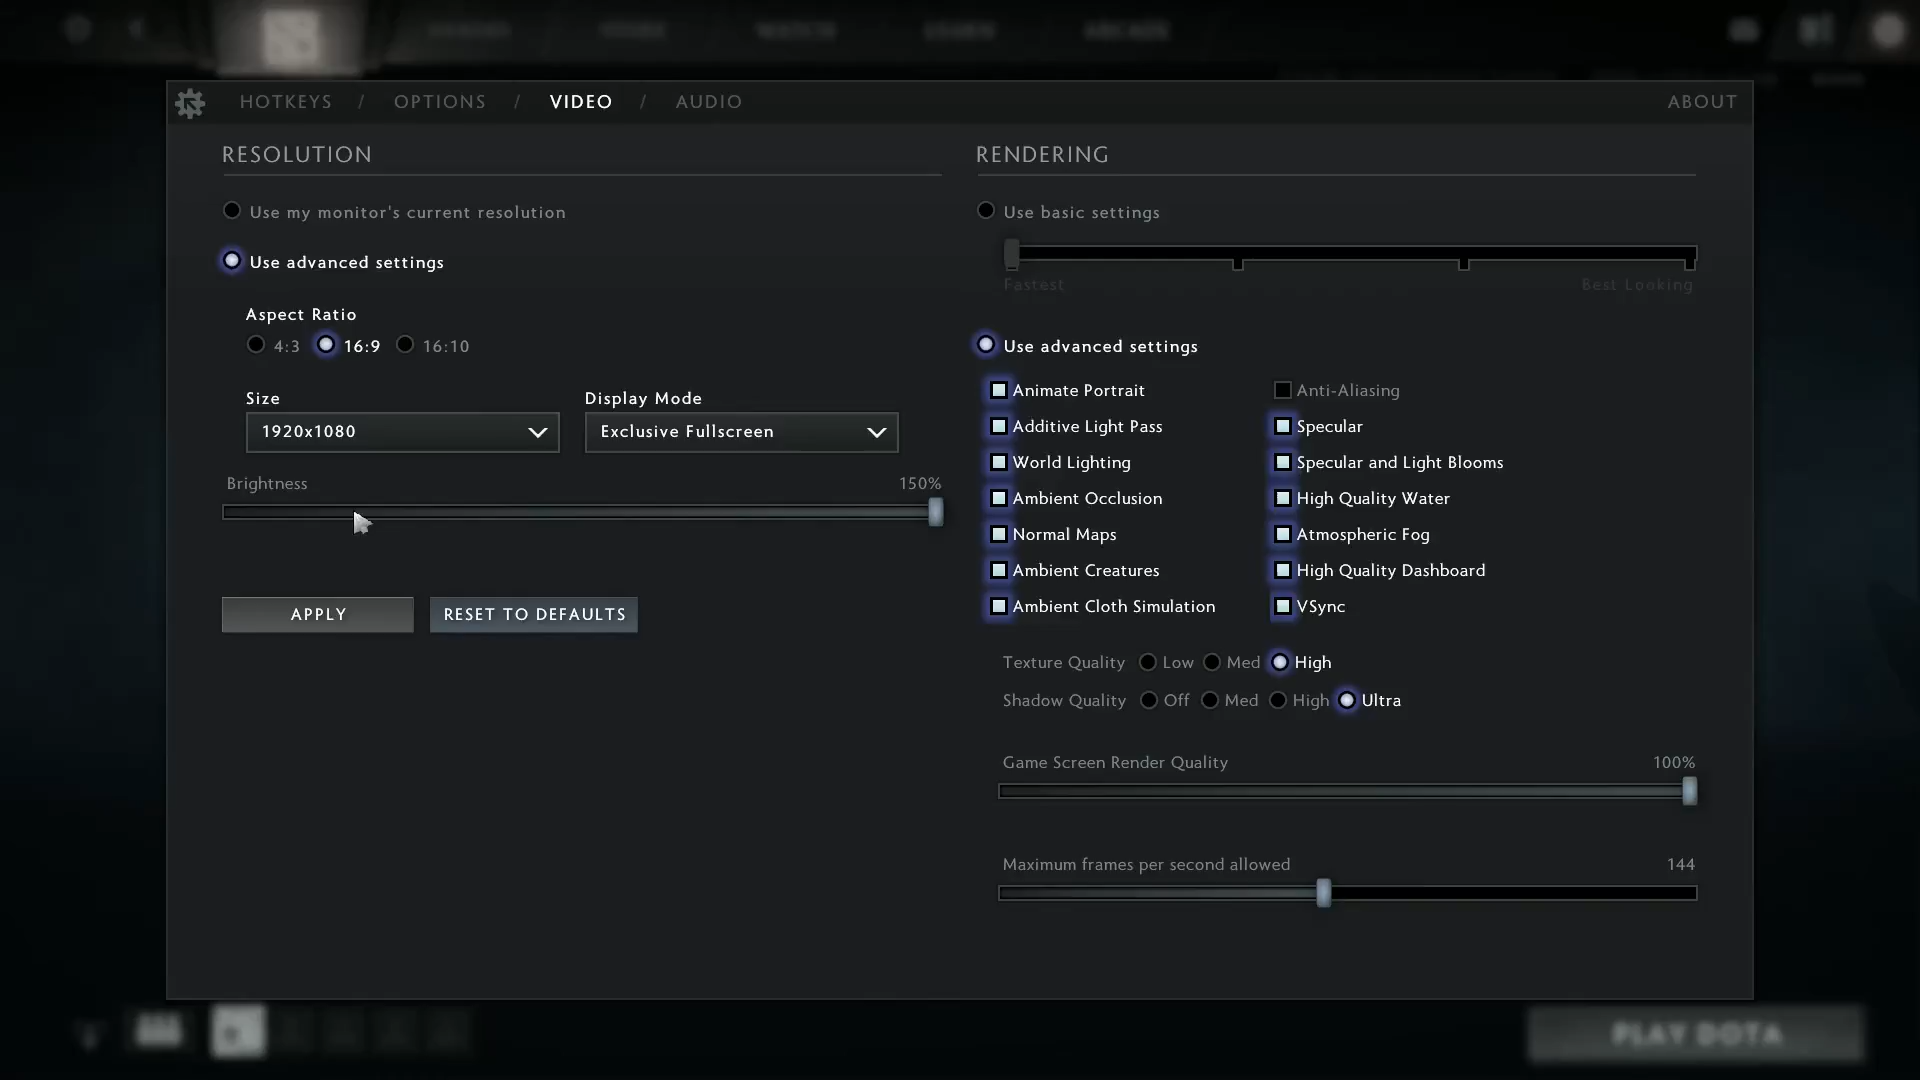 WATCH
LEARN
ARCADE
HOTKEYS / OPTIONS / VIDEO / AUDIO
ABOUT
RESOLUTION
Use my monitor's current resolution
Use advanced settings
Aspect Ratio
4:3 16:9 16:10
Size
Display Mode
1920x1080
Exclusive Fullscreen
Brightness
150%
APPLY
RESET TO DEFAULTS
RENDERING
Use basic settings
Fastest
Best Looking
Use advanced settings
Animate Portrait
Anti-Aliasing
Additive Light Pass
Specular
World Lighting
Specular and Light Blooms
Ambient Occlusion
High Quality Water
Normal Maps
Atmospheric Fog
Ambient Creatures
High Quality Dashboard
Ambient Cloth Simulation
VSync
Texture Quality Low Med High
Shadow Quality Off Med High Ultra
Game Screen Render Quality
100%
Maximum frames per second allowed
144
PLAY DOTA